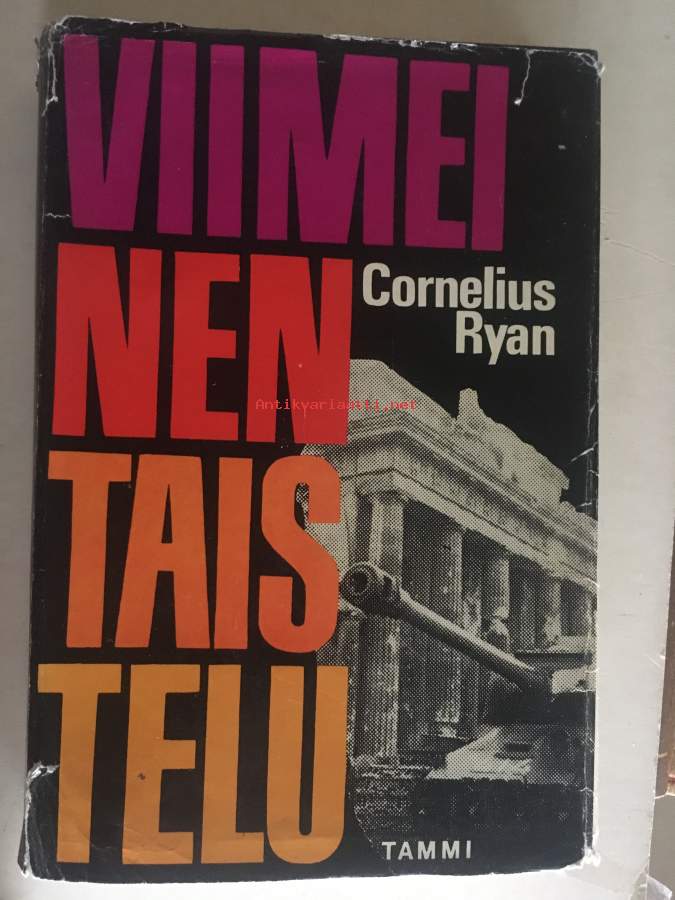 VIIMEI
NEN
Cornelius
Ryan
Antikvariaatti.net
TAIS
TELU
TAMMI